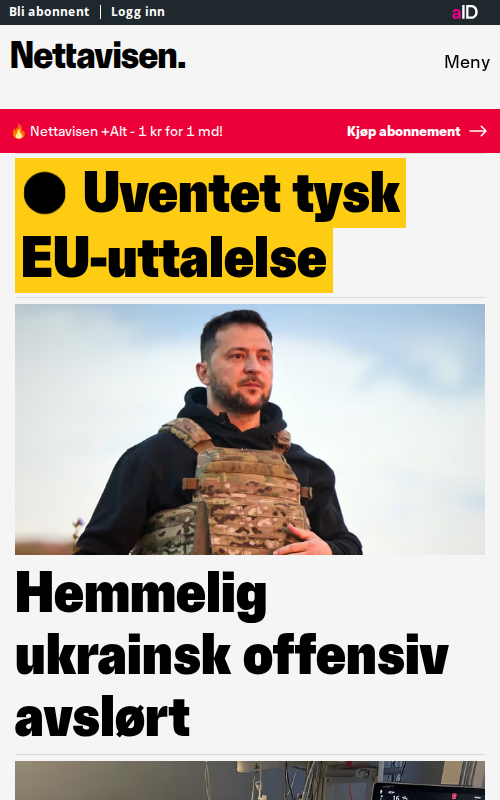 Bli abonnent | Logg inn
aID
Nettavisen.
Meny
🔥 Nettavisen +Alt - 1 kr for 1 md!
Kjøp abonnement →
● Uventet tysk
EU-uttalelse
Hemmelig
ukrainsk offensiv
avslørt